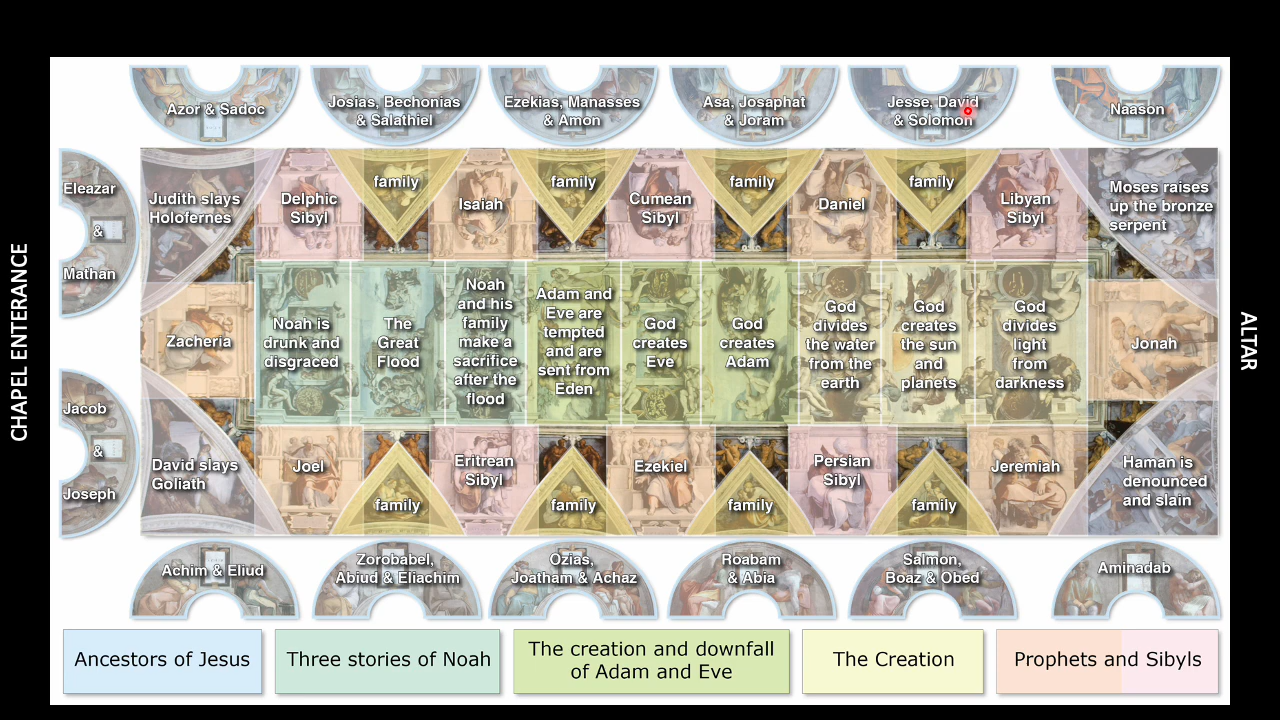 Azor & Sadoc
Josias, Bechonias
& Salathiel
Ezekias, Manasses
& Amon
Asa, Josaphat
& Joram
Jesse, David
& Solomon
Naason
CHAPEL ENTERANCE
Eleazar
&
Mathan
Jacob
&
Joseph
Judith slays
Holofernes
Delphic
Sibyl
family
Isaiah
family
Cumean
Sibyl
family
Daniel
family
Libyan
Sibyl
Moses raises
up the bronze
serpent
Zacheria
Noah is
drunk and
disgraced
The
Great
Flood
Noah
and his
family
make a
sacrifice
after the
flood
Adam and
Eve are
tempted
and are
sent from
Eden
God
creates
Eve
God
creates
Adam
God
divides
the water
from the
earth
God
creates
the sun
and
planets
God
divides
light
from
darkness
Jonah
ALTAR
David slays
Goliath
Joel
family
Eritrean
Sibyl
family
Ezekiel
family
Persian
Sibyl
family
Jeremiah
Haman is
denounced
and slain
Achim & Eliud
Zorobabel,
Abiud & Eliachim
Ozias,
Joatham & Achaz
Roabam
& Abia
Salmon,
Boaz & Obed
Aminadab
Ancestors of Jesus
Three stories of Noah
The creation and downfall
of Adam and Eve
The Creation
Prophets and Sibyls